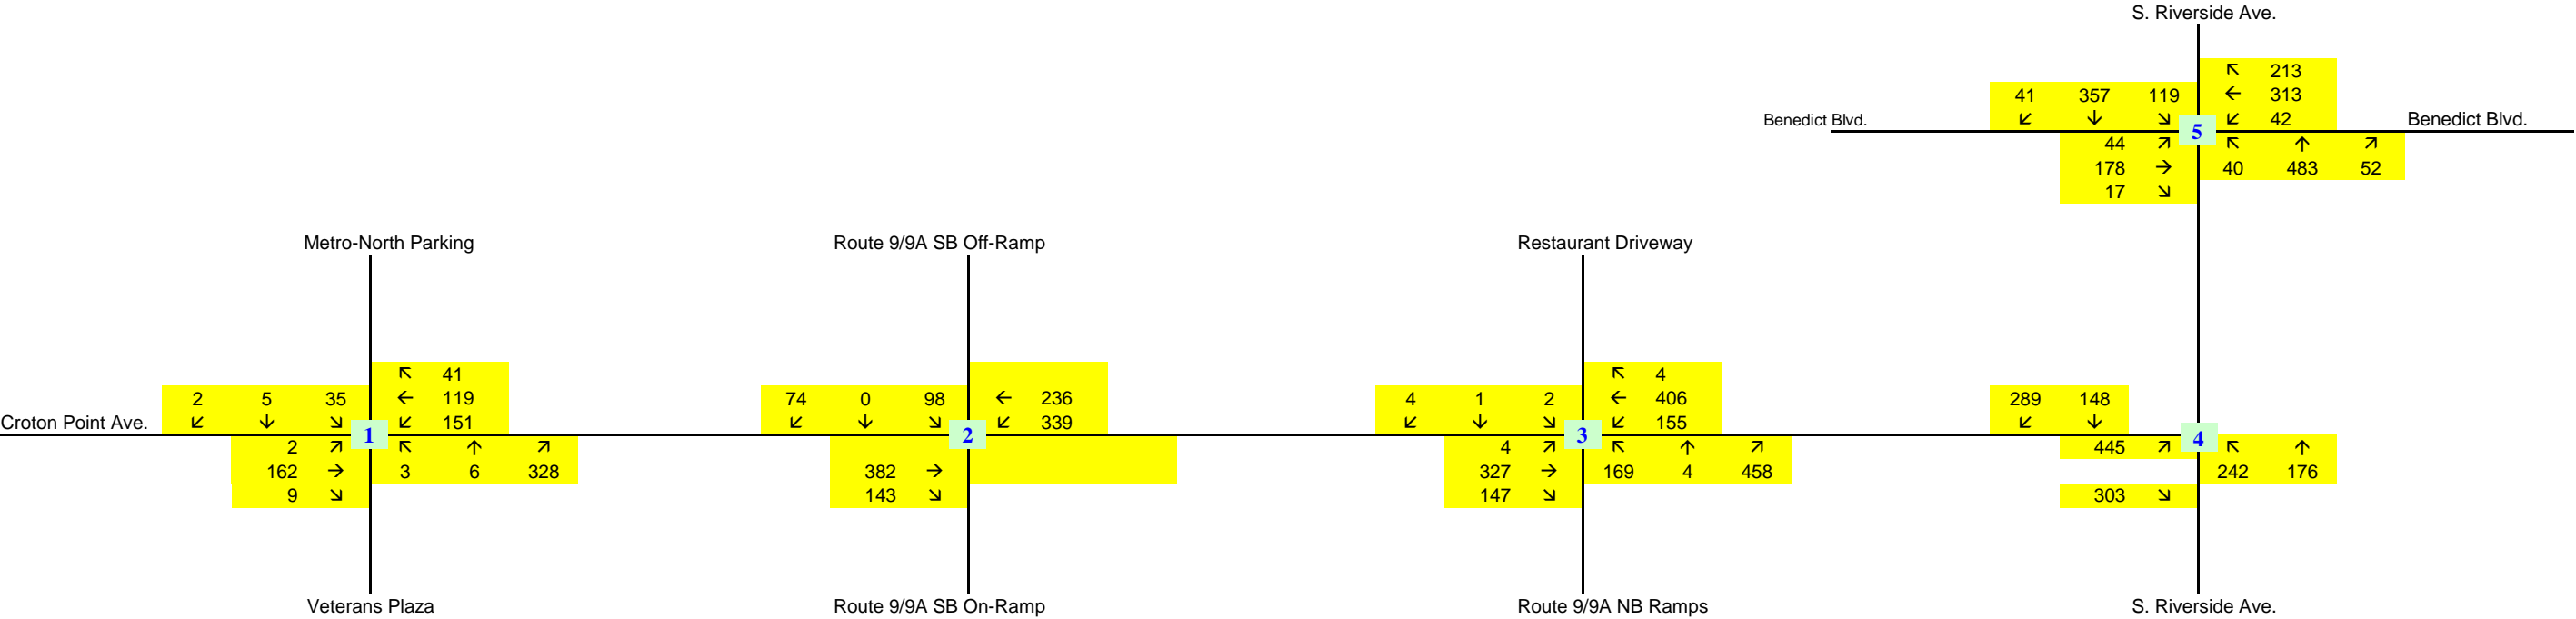 S. Riverside Ave.
↖ 213
41 357 119 ← 313
Benedict Blvd. ↙ ↓ ↘ ↙ 42 Benedict Blvd.
5
44 ↗ ↖ ↑ ↗
178 → 40 483 52
17 ↘
Metro-North Parking Route 9/9A SB Off-Ramp Restaurant Driveway
↖ 41 ↖ 4
2 5 35 ← 119 74 0 98 ← 236 4 1 2 ← 406 289 148
Croton Point Ave. ↙ ↓ ↘ ↙ 151 ↙ ↓ ↘ ↙ 339 ↙ ↓ ↘ ↙ 155 ↙ ↓
1 2 3 4
2 ↗ ↖ ↑ ↗ 4 ↗ ↖ ↑ ↗ 445 ↗ ↖ ↑
162 → 3 6 328 382 → 327 → 169 4 458 242 176
9 ↘ 143 ↘ 147 ↘ 303 ↘
Veterans Plaza Route 9/9A SB On-Ramp Route 9/9A NB Ramps S. Riverside Ave.